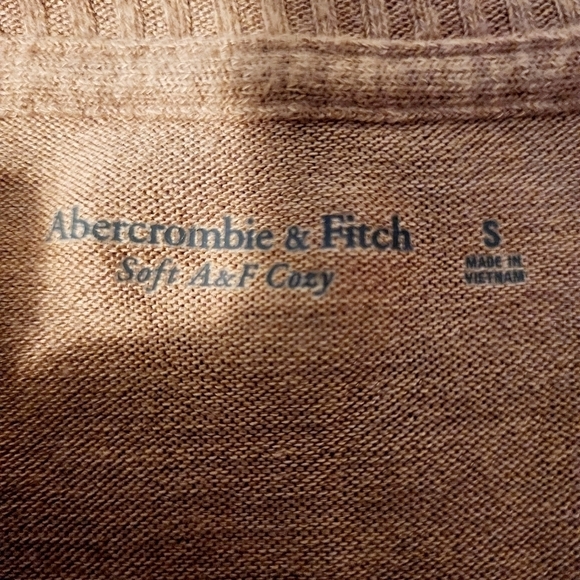 Abercrombie & Fitch
Soft A&F Cozy
S
MADE IN
VIETNAM